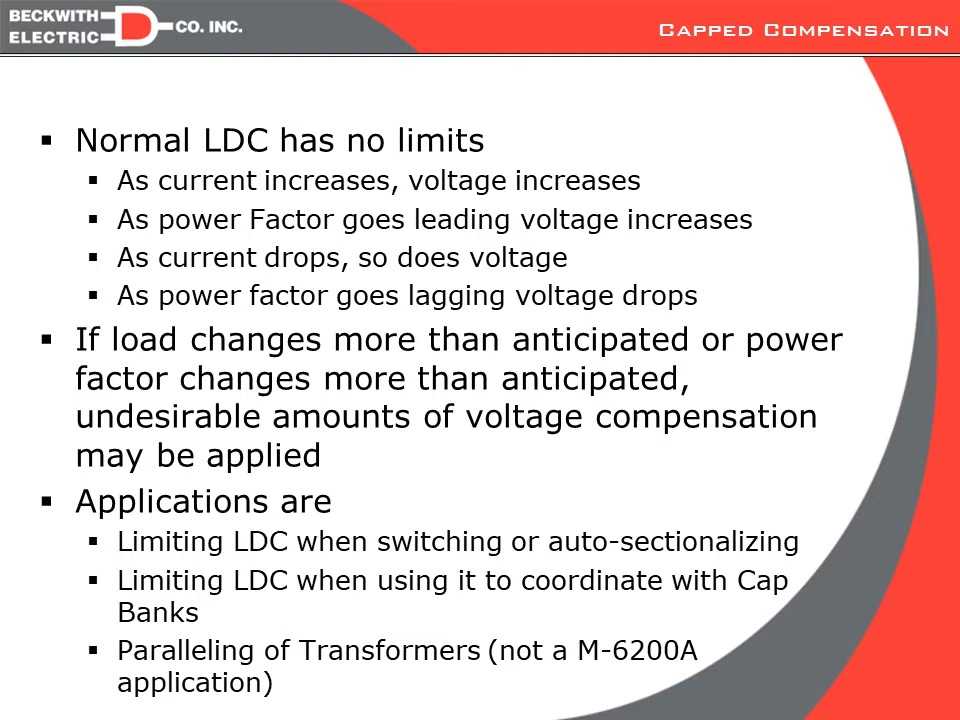 BECKWITH
ELECTRIC
CO. INC.
Capped Compensation
▪ Normal LDC has no limits
▪ As current increases, voltage increases
▪ As power Factor goes leading voltage increases
▪ As current drops, so does voltage
▪ As power factor goes lagging voltage drops
▪ If load changes more than anticipated or power
factor changes more than anticipated,
undesirable amounts of voltage compensation
may be applied
▪ Applications are
▪ Limiting LDC when switching or auto-sectionalizing
▪ Limiting LDC when using it to coordinate with Cap
Banks
▪ Paralleling of Transformers (not a M-6200A
application)